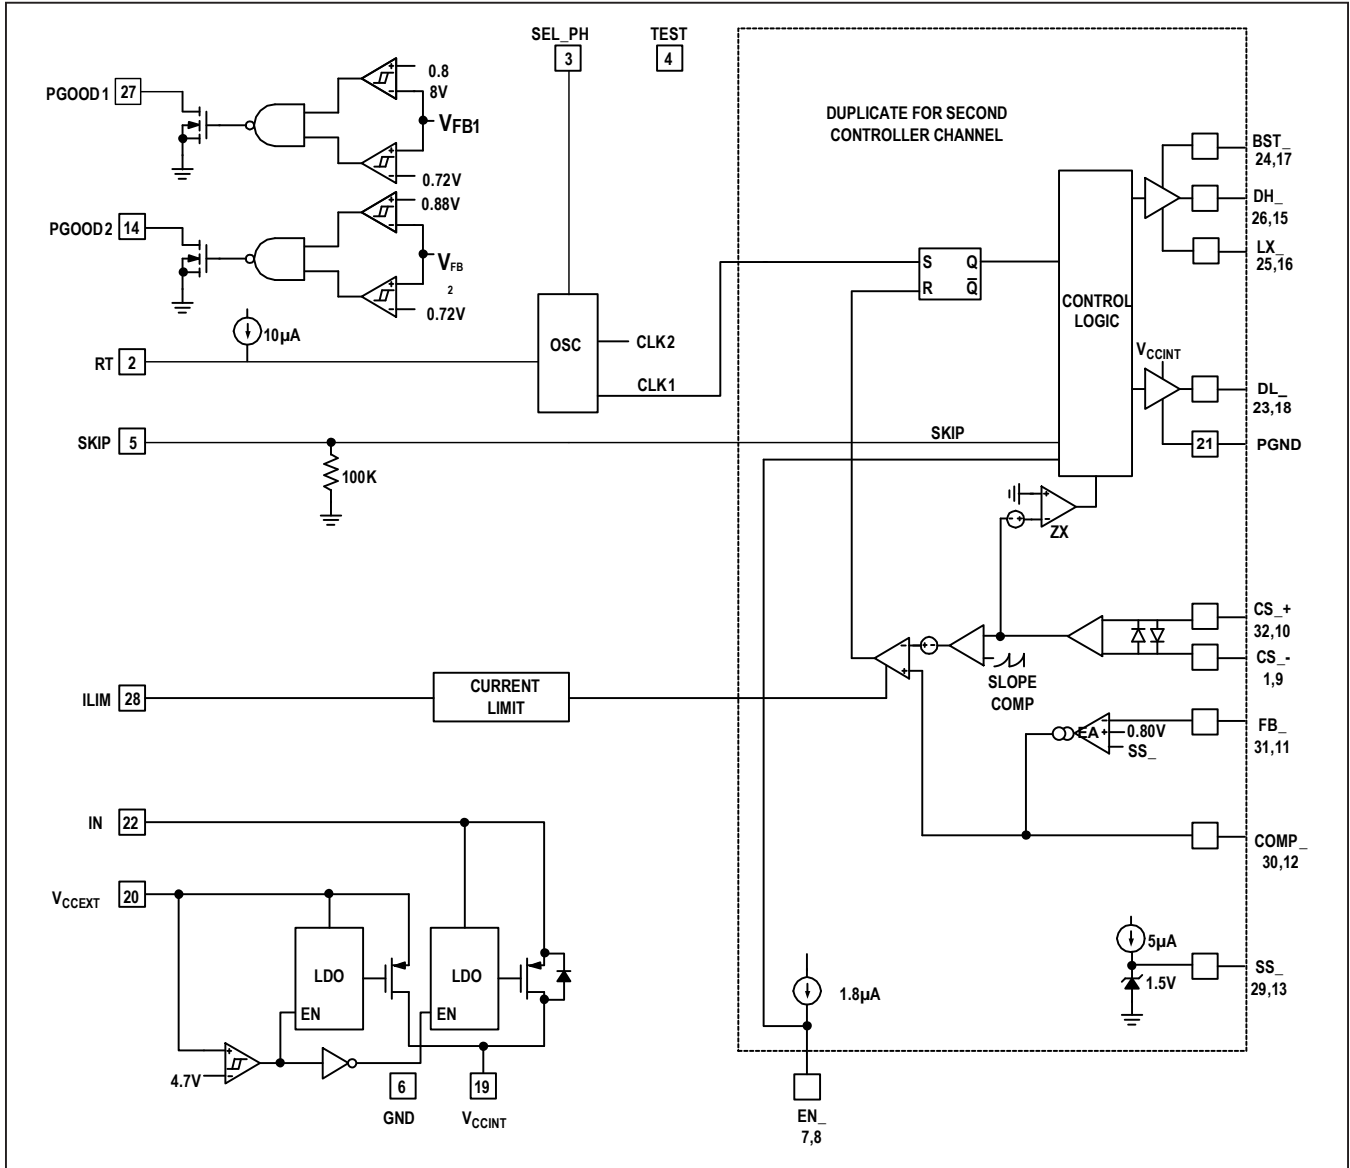 SEL_PH
3
TEST
4
PGOOD1
27
0.8
8V
VFB1
0.72V
PGOOD2
14
0.88V
VFB
2
0.72V
10µA
RT
2
OSC
CLK2
CLK1
SKIP
5
100K
DUPLICATE FOR SECOND
CONTROLLER CHANNEL
S
Q
R
Q̅
SKIP
CONTROL
LOGIC
VCCINT
BST_
24,17
DH_
26,15
LX_
25,16
DL_
23,18
21
PGND
+
-
- +
ZX
CS_+
32,10
CS_-
1,9
- + -
+
SLOPE
COMP
ILIM
28
CURRENT
LIMIT
EA
-
+
0.80V
SS_
FB_
31,11
COMP_
30,12
IN
22
VCCEXT
20
LDO
EN
LDO
EN
+
-
4.7V
6
GND
19
VCCINT
1.8µA
EN_
7,8
5µA
1.5V
SS_
29,13